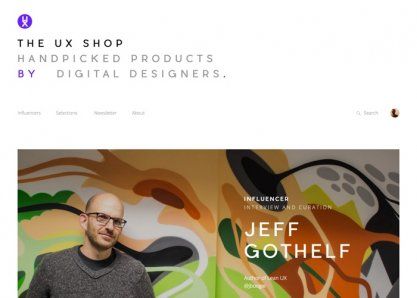 UX
THE UX SHOP
HANDPICKED PRODUCTS
BY DIGITAL DESIGNERS.
Influencers Selections Newsletter About Search
INFLUENCER
INTERVIEW AND CURATION
JEFF
GOTHELF
Author of Lean UX